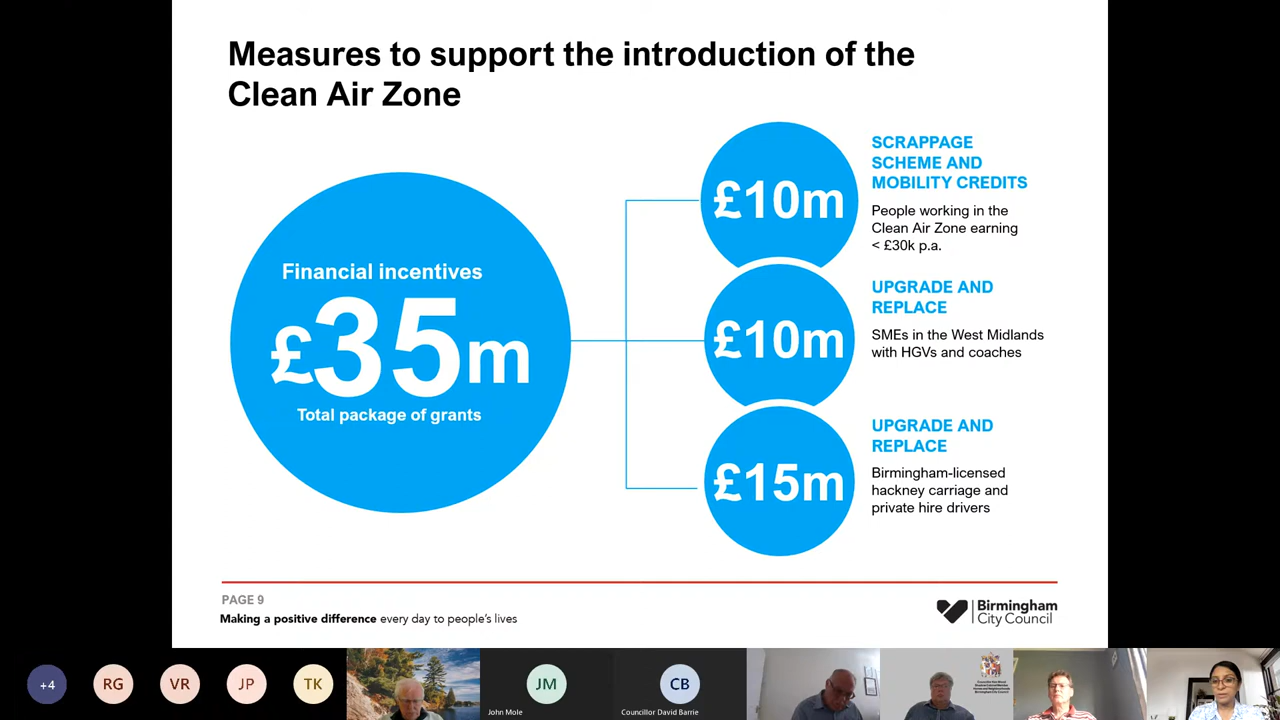 Measures to support the introduction of the
Clean Air Zone
Financial incentives
£35m
Total package of grants
£10m
SCRAPPAGE
SCHEME AND
MOBILITY CREDITS
People working in the
Clean Air Zone earning
< £30k p.a.
£10m
UPGRADE AND
REPLACE
SMEs in the West Midlands
with HGVs and coaches
£15m
UPGRADE AND
REPLACE
Birmingham-licensed
hackney carriage and
private hire drivers
PAGE 9
Making a positive difference every day to people's lives
Birmingham
City Council
+4
RG
VR
JP
TK
JM
John Mole
CB
Councillor David Barrie